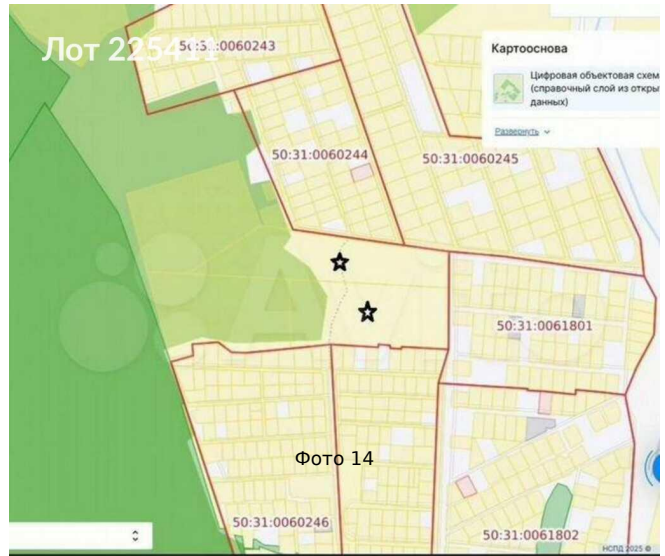 Лот 225411
50:31:0060243
Картооснова
Цифровая объектовая схем
(справочный слой из откры
данных)
Развернуть
50:31:0060244
50:31:0060245
50:31:0061801
Фото 14
50:31:0060246
50:31:0061802
НСПД 2025 ©